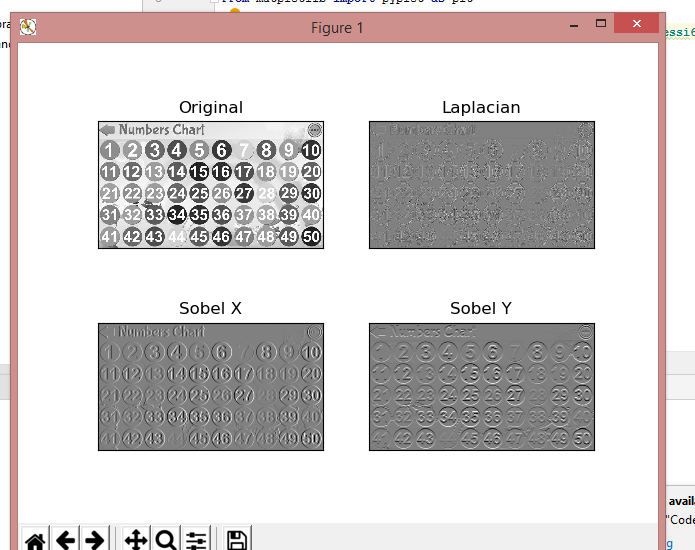 from matplotlib import pyplot as plt
Figure 1
Original
Numbers Chart
1 2 3 4 5 6 7 8 9 10
11 12 13 14 15 16 17 18 19 20
21 22 23 24 25 26 27 28 29 30
31 32 33 34 35 36 37 38 39 40
41 42 43 44 45 46 47 48 49 50
Laplacian
Numbers Chart
Sobel X
Numbers Chart
1 2 3 4 5 6 7 8 9 10
11 12 13 14 15 16 17 18 19 20
21 22 23 24 25 26 27 28 29 30
31 32 33 34 35 36 37 38 39 40
41 42 43 45 46 47 48 49 50
Sobel Y
Numbers Chart
1 2 3 4 5 6 7 8 9 10
11 12 13 14 15 16 17 18 19 20
21 22 23 24 25 26 27 29 30
31 32 33 34 35 36 37 38 39 40
41 42 43 45 46 47 48 49 50
"Code